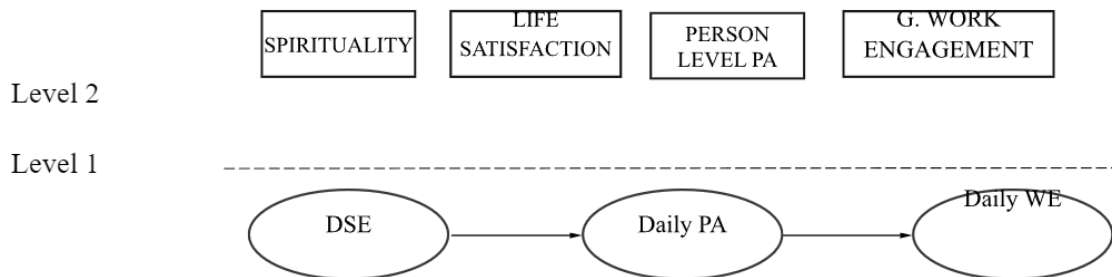 SPIRITUALITY
LIFE
SATISFACTION
PERSON
LEVEL PA
G. WORK
ENGAGEMENT
Level 2
Level 1
DSE
Daily PA
Daily WE